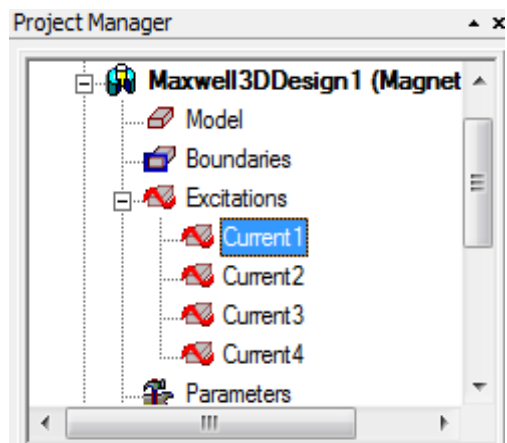 Project Manager
Maxwell3DDesign1 (Magnet
Model
Boundaries
Excitations
Current1
Current2
Current3
Current4
Parameters